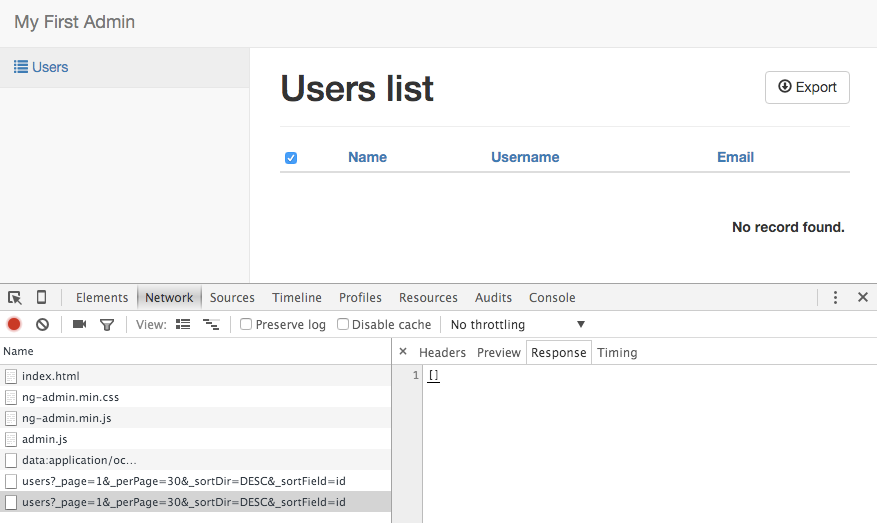 My First Admin
Users
Users list
Export
Name Username Email
No record found.
Elements Network Sources Timeline Profiles Resources Audits Console
View: Preserve log Disable cache No throttling
Name
× Headers Preview Response Timing
index.html
1 []
ng-admin.min.css
ng-admin.min.js
admin.js
data:application/oc...
users?_page=1&_perPage=30&_sortDir=DESC&_sortField=id
users?_page=1&_perPage=30&_sortDir=DESC&_sortField=id